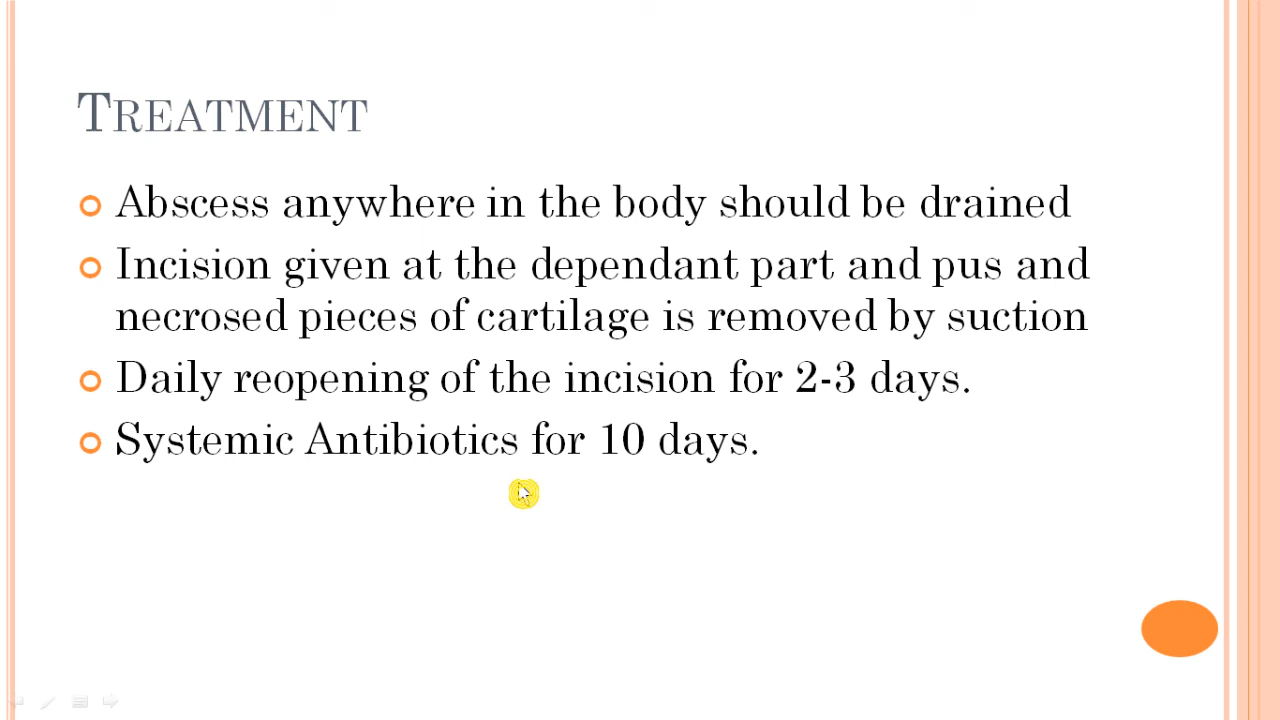 Treatment
Abscess anywhere in the body should be drained
Incision given at the dependant part and pus and
necrosed pieces of cartilage is removed by suction
Daily reopening of the incision for 2-3 days.
Systemic Antibiotics for 10 days.